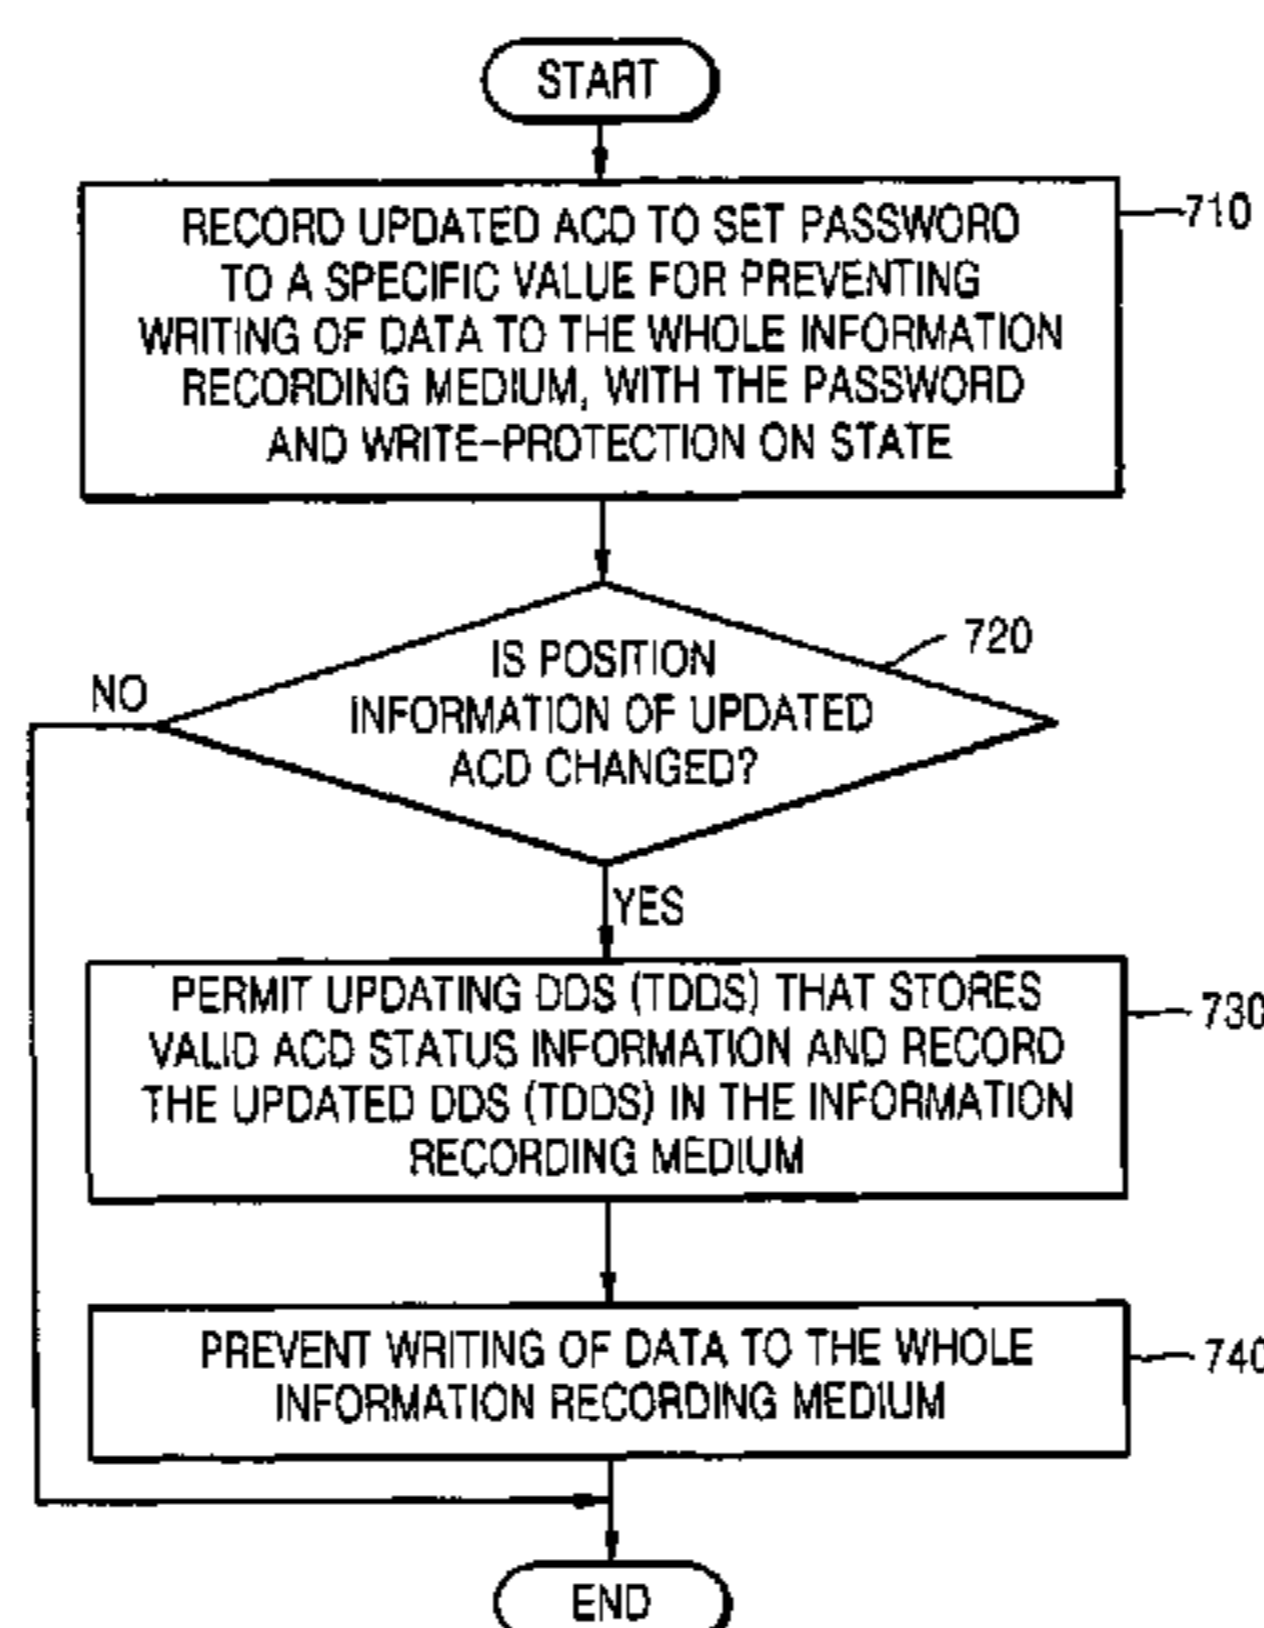 START
RECORD UPDATED ACD TO SET PASSWORD
TO A SPECIFIC VALUE FOR PREVENTING
WRITING OF DATA TO THE WHOLE INFORMATION
RECORDING MEDIUM, WITH THE PASSWORD
AND WRITE-PROTECTION ON STATE
710
IS POSITION
INFORMATION OF UPDATED
ACD CHANGED?
720
NO
YES
PERMIT UPDATING DDS (TDDS) THAT STORES
VALID ACD STATUS INFORMATION AND RECORD
THE UPDATED DDS (TDDS) IN THE INFORMATION
RECORDING MEDIUM
730
PREVENT WRITING OF DATA TO THE WHOLE
INFORMATION RECORDING MEDIUM
740
END